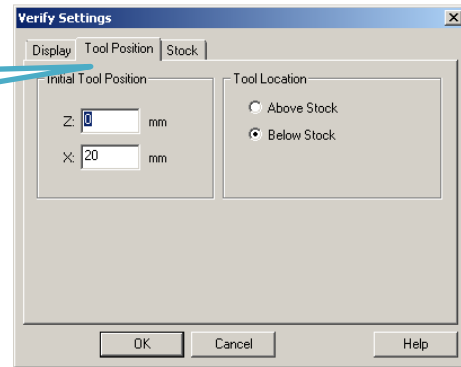 Verify Settings
Display Tool Position Stock
Initial Tool Position
Z: 0 mm
X: 20 mm
Tool Location
Above Stock
Below Stock
OK Cancel Help